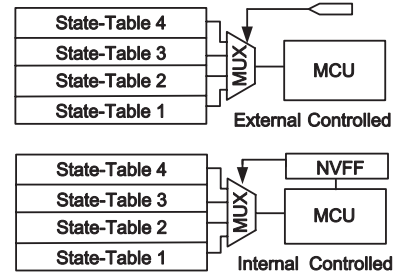 State-Table 4
State-Table 3
State-Table 2
State-Table 1
MUX
MCU
External Controlled
State-Table 4
State-Table 3
State-Table 2
State-Table 1
MUX
NVFF
MCU
Internal Controlled